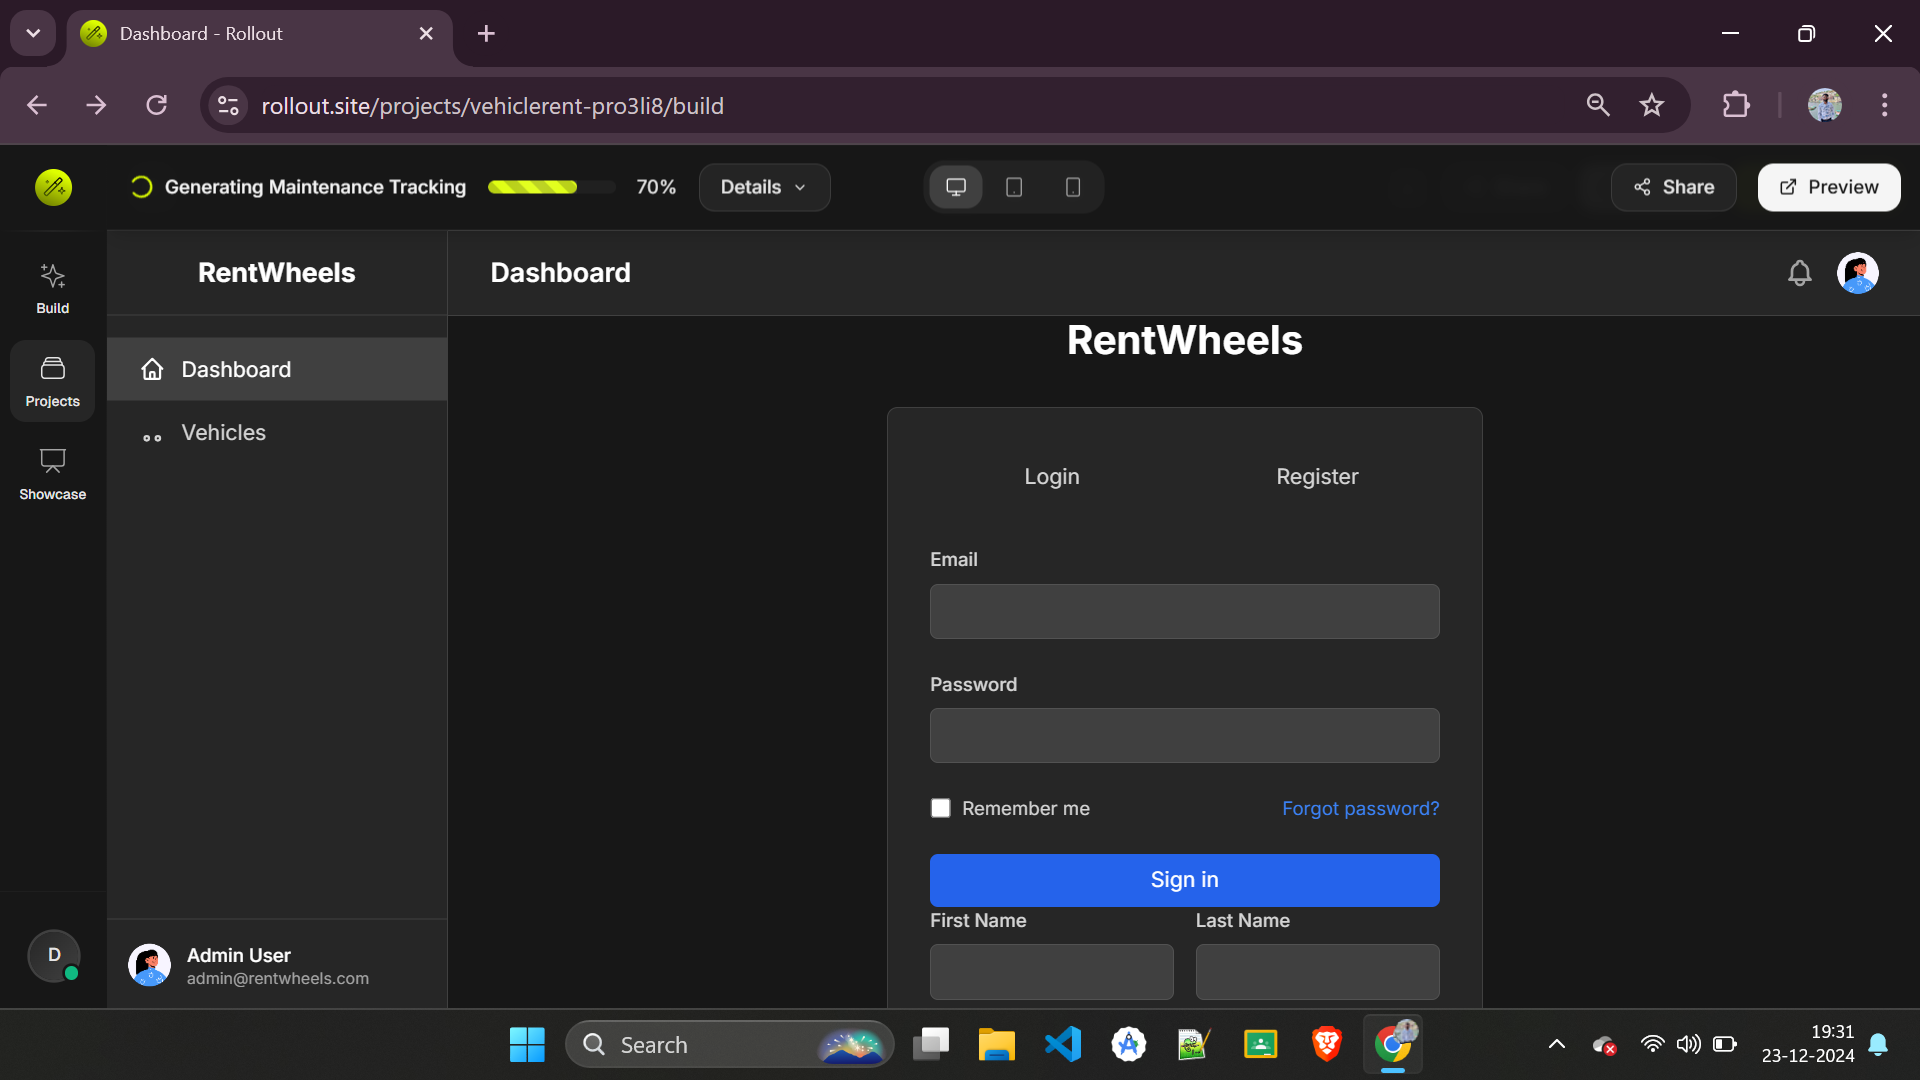 Dashboard - Rollout
rollout.site/projects/vehiclerent-pro3li8/build
Generating Maintenance Tracking 70% Details
Share
Preview
Build
Projects
Showcase
D
RentWheels
Dashboard
Vehicles
Admin User
admin@rentwheels.com
Dashboard
RentWheels
Login Register
Email
Password
Remember me Forgot password?
Sign in
First Name Last Name
Search
19:31
23-12-2024